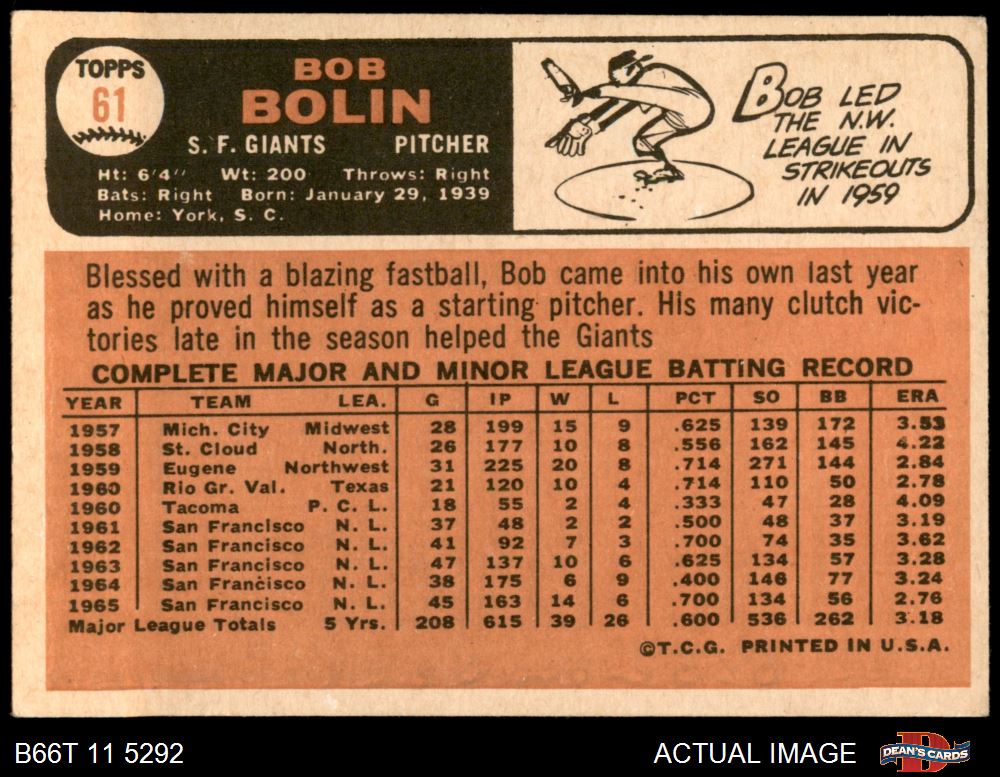 TOPPS
61
BOB
BOLIN
S. F. GIANTS PITCHER
Ht: 6'4" Wt: 200 Throws: Right
Bats: Right Born: January 29, 1939
Home: York, S. C.
BOB LED
THE N.W.
LEAGUE IN
STRIKEOUTS
IN 1959
Blessed with a blazing fastball, Bob came into his own last year
as he proved himself as a starting pitcher. His many clutch vic-
tories late in the season helped the Giants
COMPLETE MAJOR AND MINOR LEAGUE BATTING RECORD
YEAR TEAM LEA. G IP W L PCT SO BB ERA
1957 Mich. City Midwest 28 199 15 9 .625 139 172 3.53
1958 St. Cloud North. 26 177 10 8 .556 162 145 4.22
1959 Eugene Northwest 31 225 20 8 .714 271 144 2.84
1960 Rio Gr. Val. Texas 21 120 10 4 .714 110 50 2.78
1960 Tacoma P. C. L. 18 55 2 4 .333 47 28 4.09
1961 San Francisco N. L. 37 48 2 2 .500 48 37 3.19
1962 San Francisco N. L. 41 92 7 3 .700 74 35 3.62
1963 San Francisco N. L. 47 137 10 6 .625 134 57 3.28
1964 San Francisco N. L. 38 175 6 9 .400 146 77 3.24
1965 San Francisco N. L. 45 163 14 6 .700 134 56 2.76
Major League Totals 5 Yrs. 208 615 39 26 .600 536 262 3.18
©T.C.G. PRINTED IN U.S.A.
B66T 11 5292 ACTUAL IMAGE
DEAN'S CARDS